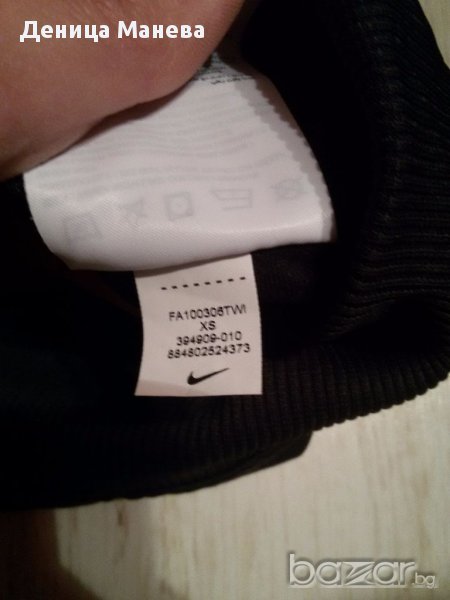 Деница Манева
FA100306TWI
XS
394909-010
884802524373
bazar.bg